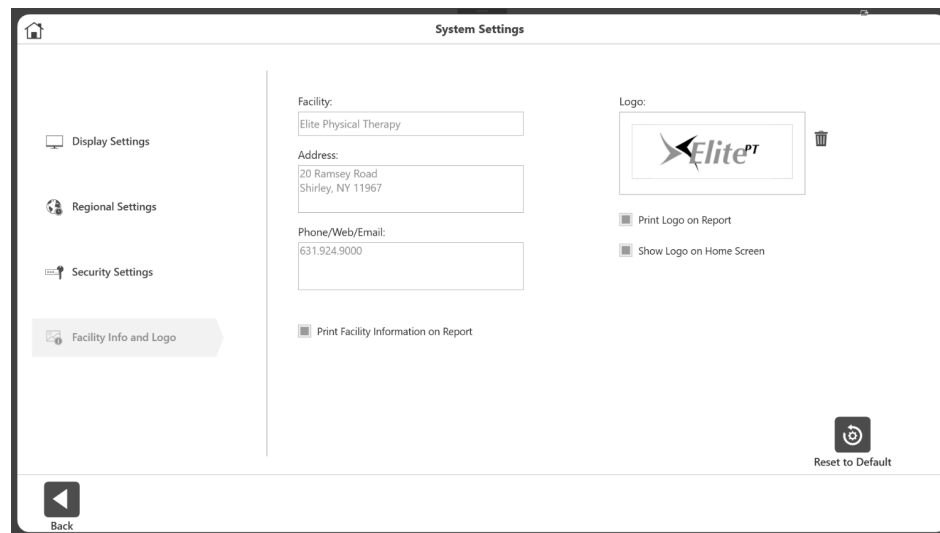 System Settings
Display Settings
Regional Settings
Security Settings
Facility Info and Logo
Facility:
Elite Physical Therapy
Address:
20 Ramsey Road
Shirley, NY 11967
Phone/Web/Email:
631.924.9000
Print Facility Information on Report
Logo:
Elite PT
Print Logo on Report
Show Logo on Home Screen
Reset to Default
Back